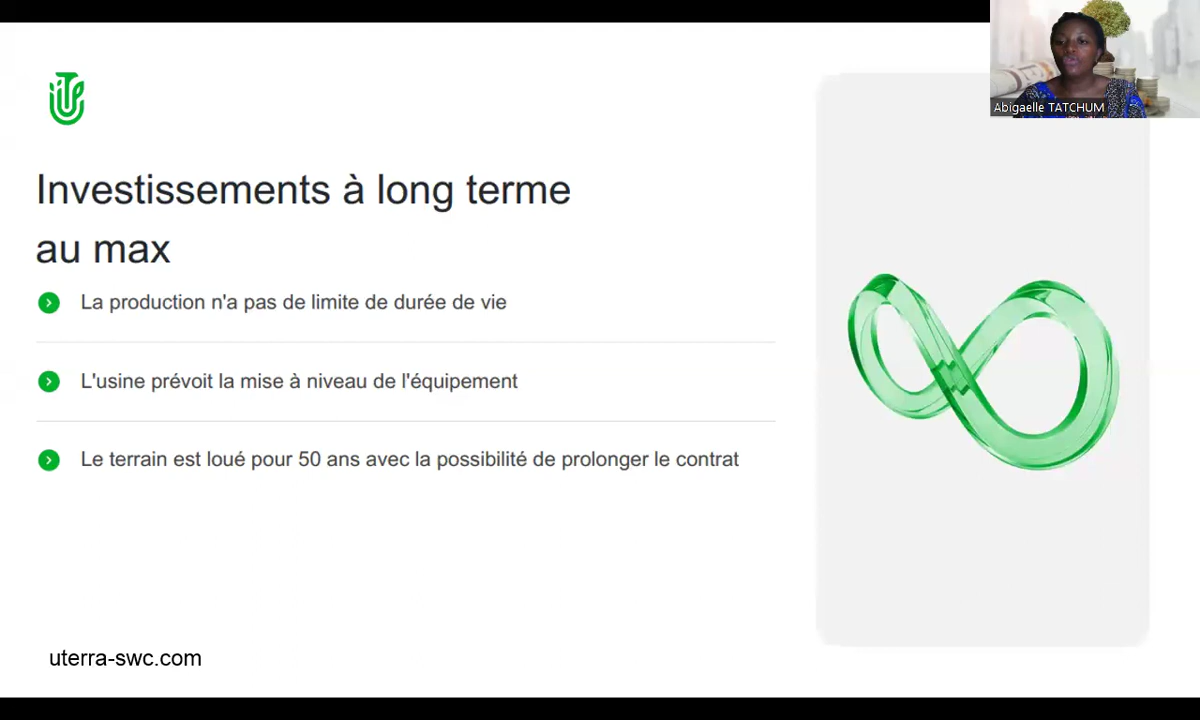 Abigaelle TATCHUM
Investissements à long terme
au max
La production n'a pas de limite de durée de vie
L'usine prévoit la mise à niveau de l'équipement
Le terrain est loué pour 50 ans avec la possibilité de prolonger le contrat
uterra-swc.com